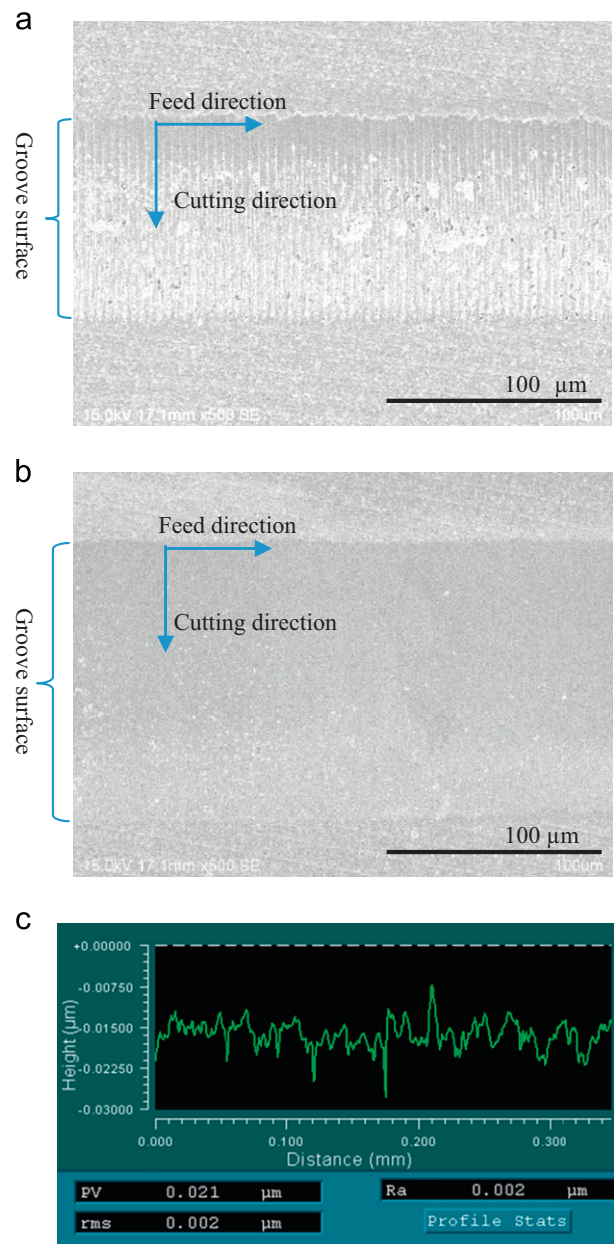 a
Feed direction
Groove surface
Cutting direction
100 µm
15.0kV 17.1mm x500 SE
100um
b
Feed direction
Groove surface
Cutting direction
100 µm
15.0kV 17.1mm x500 SE
100um
c
+0.00000
-0.00750
-0.01500
-0.02250
-0.03000
Height (µm)
0.000 0.100 0.200 0.300
Distance (mm)
PV 0.021 µm
Ra 0.002 µm
rms 0.002 µm
Profile Stats